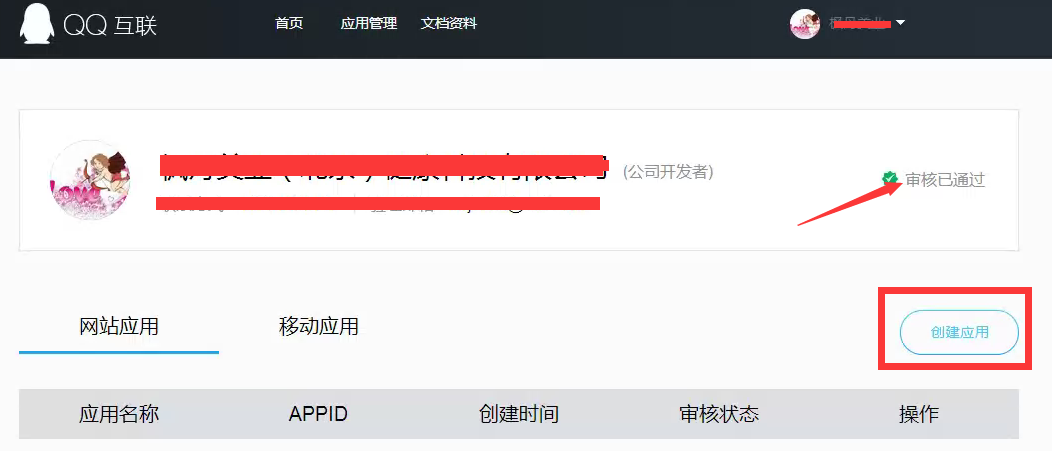 QQ 互联 首页 应用管理 文档资料
(公司开发者)
审核已通过
网站应用 移动应用 创建应用
应用名称 APPID 创建时间 审核状态 操作